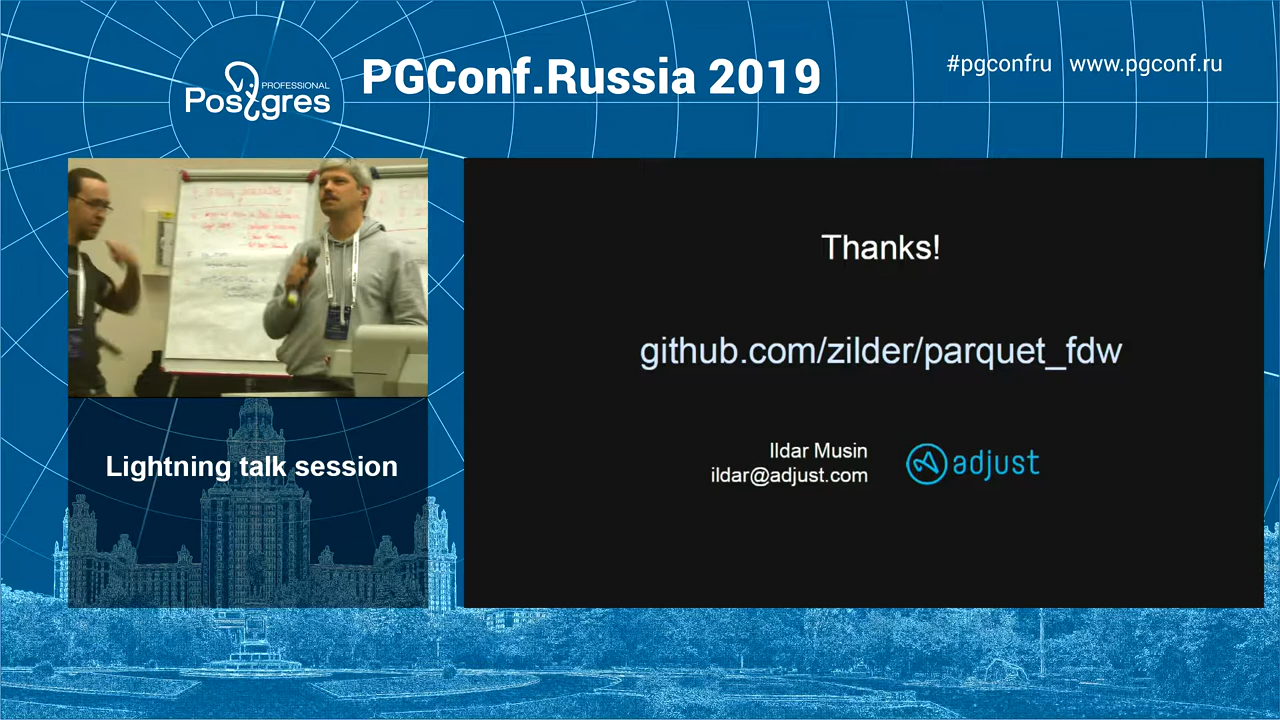 PROFESSIONAL
Postgres
PGConf.Russia 2019
#pgconfru www.pgconf.ru
Thanks!
github.com/zilder/parquet_fdw
Ildar Musin
ildar@adjust.com
adjust
Lightning talk session